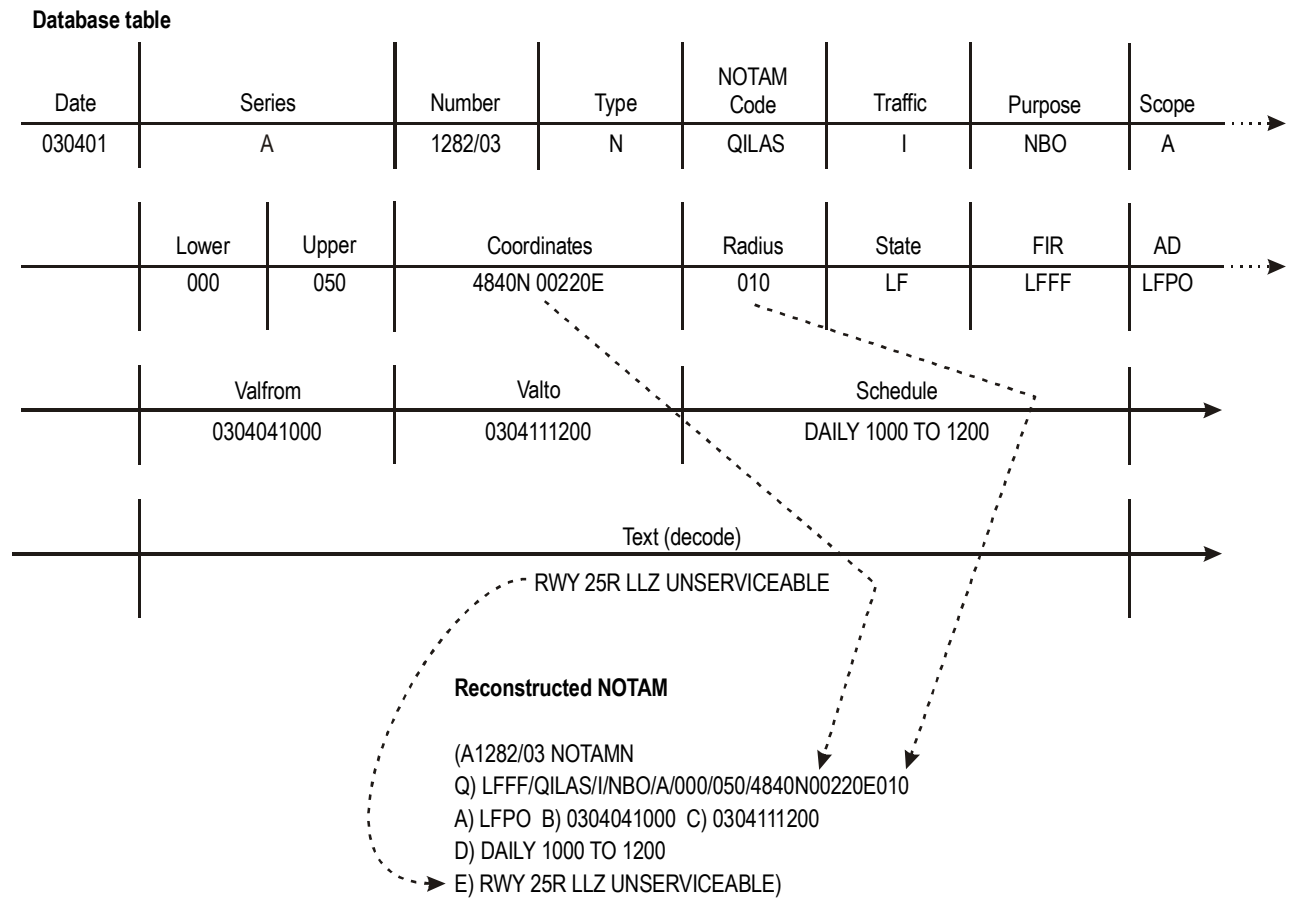 Database table
Date Series Number Type NOTAM Code Traffic Purpose Scope
030401 A 1282/03 N QILAS I NBO A
Lower Upper Coordinates Radius State FIR AD
000 050 4840N 00220E 010 LF LFFF LFPO
Valfrom Valto Schedule
0304041000 0304111200 DAILY 1000 TO 1200
Text (decode)
RWY 25R LLZ UNSERVICEABLE
Reconstructed NOTAM
(A1282/03 NOTAMN
Q) LFFF/QILAS/I/NBO/A/000/050/4840N00220E010
A) LFPO B) 0304041000 C) 0304111200
D) DAILY 1000 TO 1200
E) RWY 25R LLZ UNSERVICEABLE)